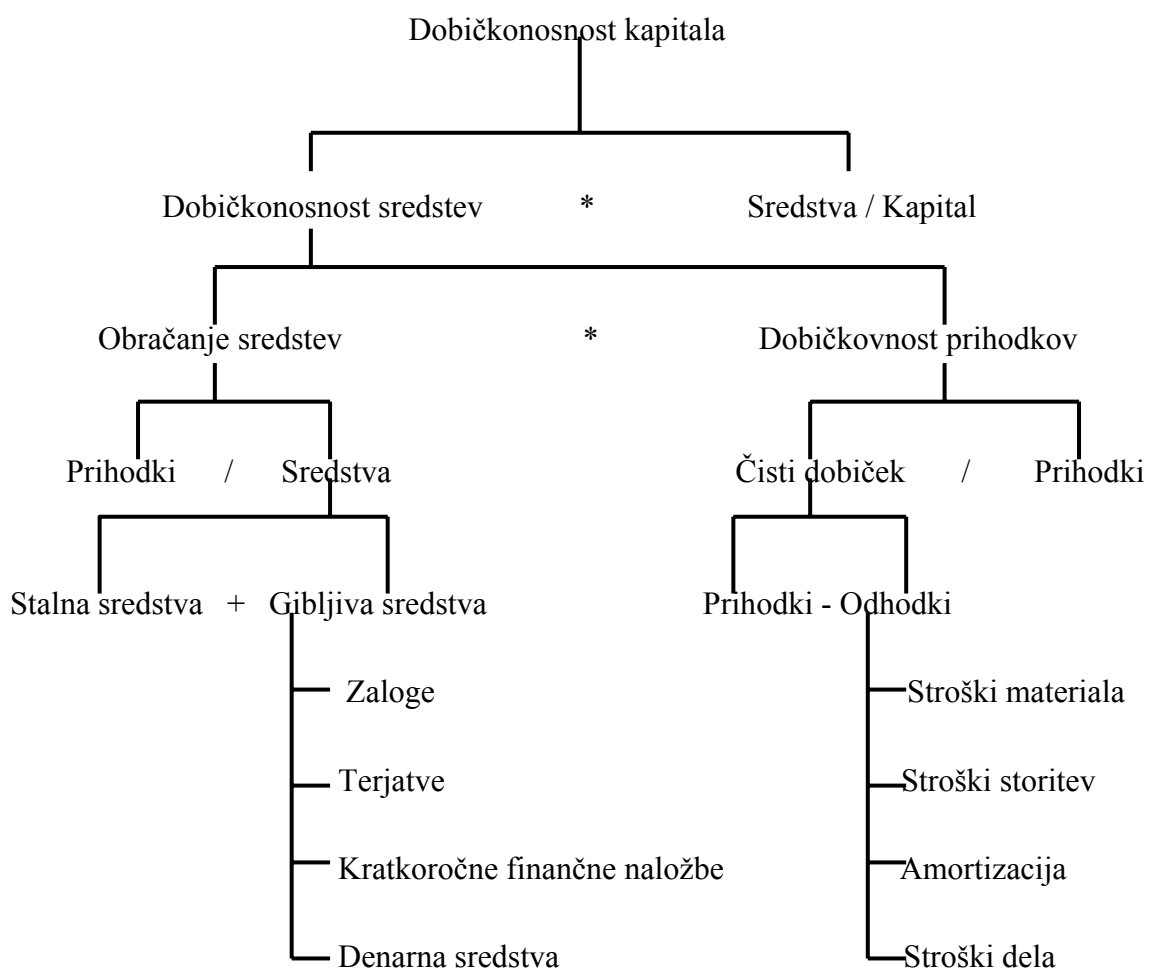 Dobičkonosnost kapitala
Dobičkonosnost sredstev * Sredstva / Kapital
Obračanje sredstev * Dobičkovnost prihodkov
Prihodki / Sredstva Čisti dobiček / Prihodki
Stalna sredstva + Gibljiva sredstva Prihodki - Odhodki
Zaloge Stroški materiala
Terjatve Stroški storitev
Kratkoročne finančne naložbe Amortizacija
Denarna sredstva Stroški dela